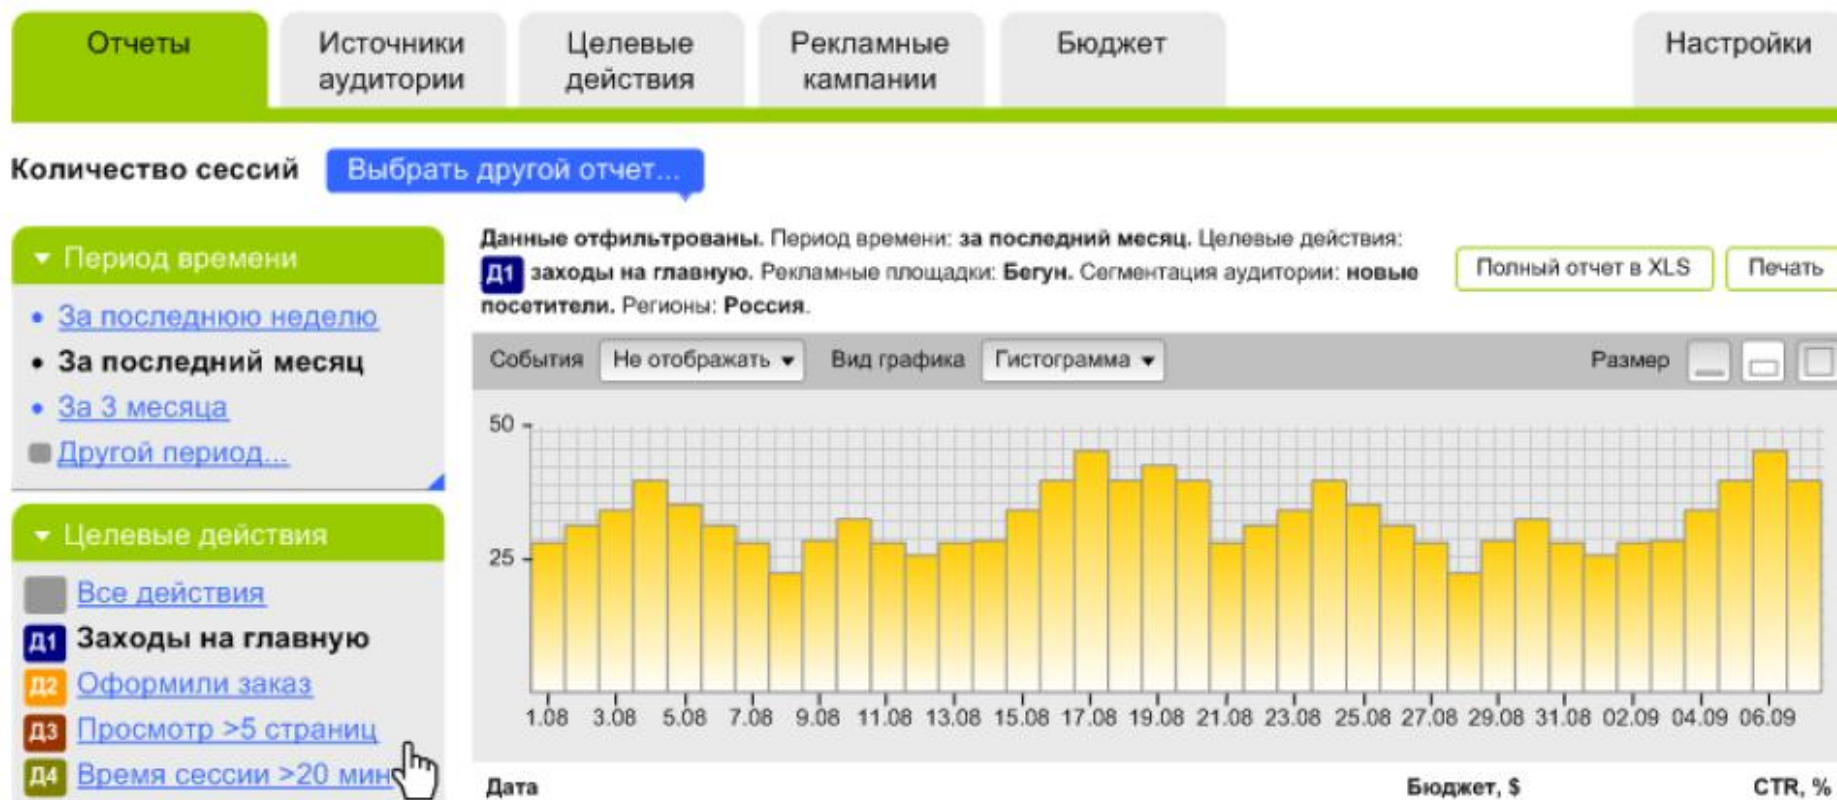 Отчеты
Источники
аудитории
Целевые
действия
Рекламные
кампании
Бюджет
Настройки
Количество сессий
Выбрать другой отчет...
Период времени
За последнюю неделю
За последний месяц
За 3 месяца
Другой период...
Целевые действия
Все действия
Д1 Заходы на главную
Д2 Оформили заказ
Д3 Просмотр >5 страниц
Д4 Время сессии >20 мин
Данные отфильтрованы. Период времени: за последний месяц. Целевые действия:
Д1 заходы на главную. Рекламные площадки: Бегун. Сегментация аудитории: новые
посетители. Регионы: Россия.
Полный отчет в XLS
Печать
События Не отображать Вид графика Гистограмма Размер
50
25
1.08 3.08 5.08 7.08 9.08 11.08 13.08 15.08 17.08 19.08 21.08 23.08 25.08 27.08 29.08 31.08 02.09 04.09 06.09
Дата Бюджет, $ CTR, %